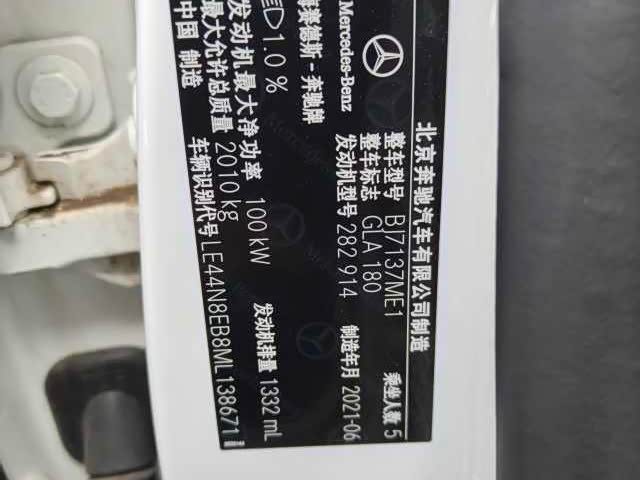 北京奔驰汽车有限公司制造
整车型号 BJ7137ME1 乘坐人数 5
整车标志 GLA 180
发动机型号 282 914 制造年月 2021-06
Mercedes-Benz
梅赛德斯-奔驰牌
1.0 %
发动机最大净功率 100 kW 发动机排量 1332 mL
最大允许总质量 2010 kg
中国 制造 车辆识别代号 LE44N8EB8ML138671